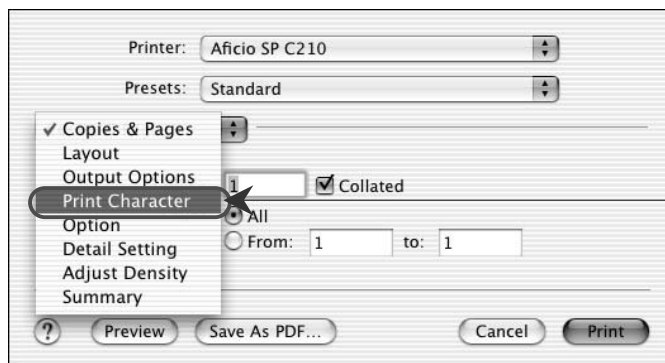 Printer: Aficio SP C210
Presets: Standard
✓ Copies & Pages
Layout
Output Options
1 Collated
Print Character
All
Option
From: 1 to: 1
Detail Setting
Adjust Density
Summary
? Preview Save As PDF... Cancel Print